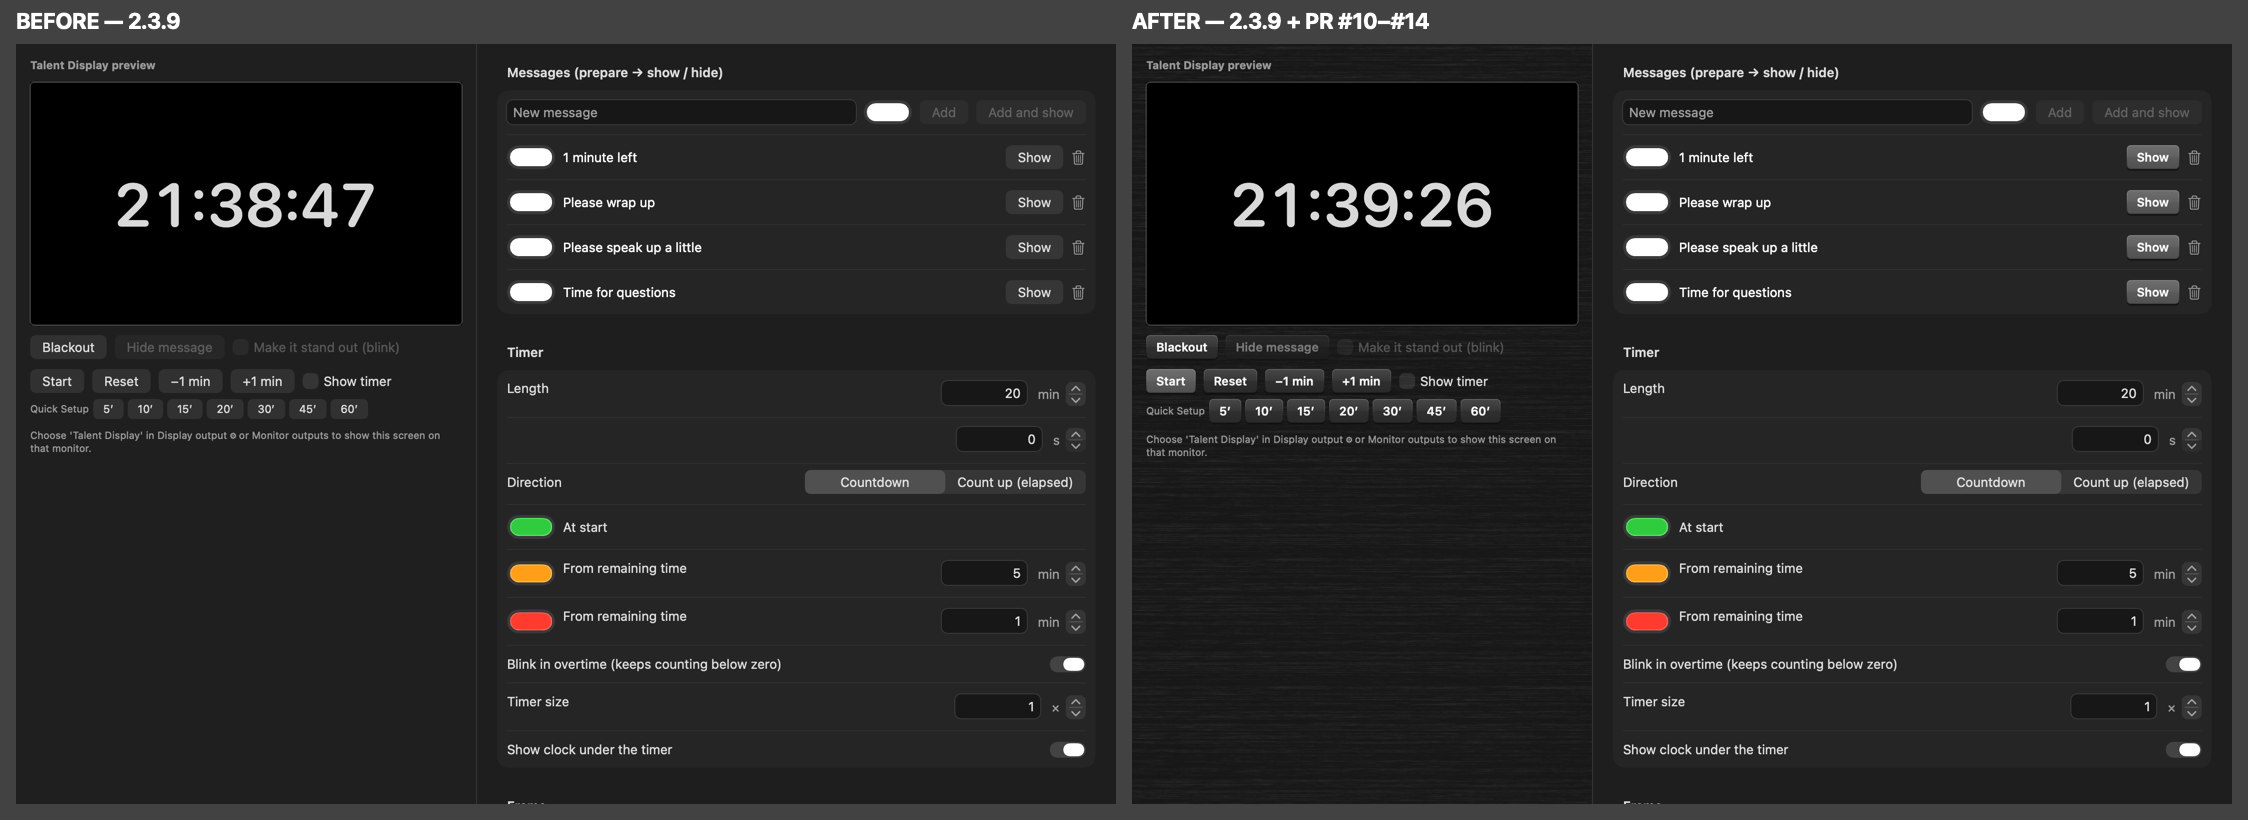 BEFORE — 2.3.9
Talent Display preview
21:38:47
Blackout Hide message Make it stand out (blink)
Start Reset −1 min +1 min Show timer
Quick Setup 5′ 10′ 15′ 20′ 30′ 45′ 60′
Choose 'Talent Display' in Display output ⚙ or Monitor outputs to show this screen on
that monitor.
Messages (prepare → show / hide)
New message Add Add and show
1 minute left Show
Please wrap up Show
Please speak up a little Show
Time for questions Show
Timer
Length 20 min
0 s
Direction Countdown Count up (elapsed)
At start
From remaining time 5 min
From remaining time 1 min
Blink in overtime (keeps counting below zero)
Timer size 1 ×
Show clock under the timer
AFTER — 2.3.9 + PR #10–#14
Talent Display preview
21:39:26
Blackout Hide message Make it stand out (blink)
Start Reset −1 min +1 min Show timer
Quick Setup 5′ 10′ 15′ 20′ 30′ 45′ 60′
Choose 'Talent Display' in Display output ⚙ or Monitor outputs to show this screen on
that monitor.
Messages (prepare → show / hide)
New message Add Add and show
1 minute left Show
Please wrap up Show
Please speak up a little Show
Time for questions Show
Timer
Length 20 min
0 s
Direction Countdown Count up (elapsed)
At start
From remaining time 5 min
From remaining time 1 min
Blink in overtime (keeps counting below zero)
Timer size 1 ×
Show clock under the timer